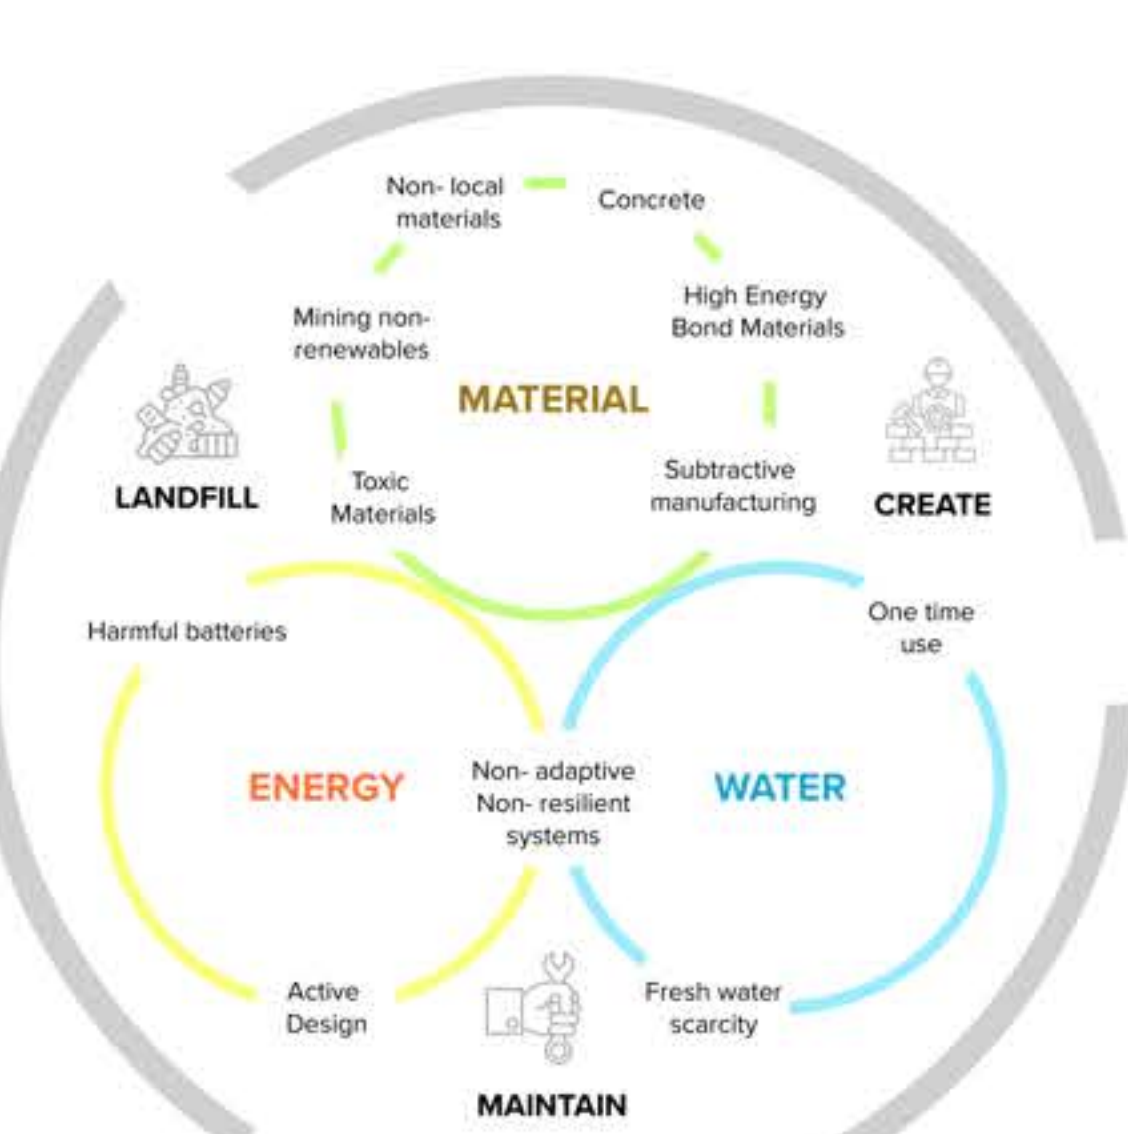 Non- local
materials
Concrete
Mining non-
renewables
High Energy
Bond Materials
MATERIAL
Toxic
Materials
Subtractive
manufacturing
LANDFILL
CREATE
Harmful batteries
One time
use
ENERGY
Non- adaptive
Non- resilient
systems
WATER
Active
Design
Fresh water
scarcity
MAINTAIN